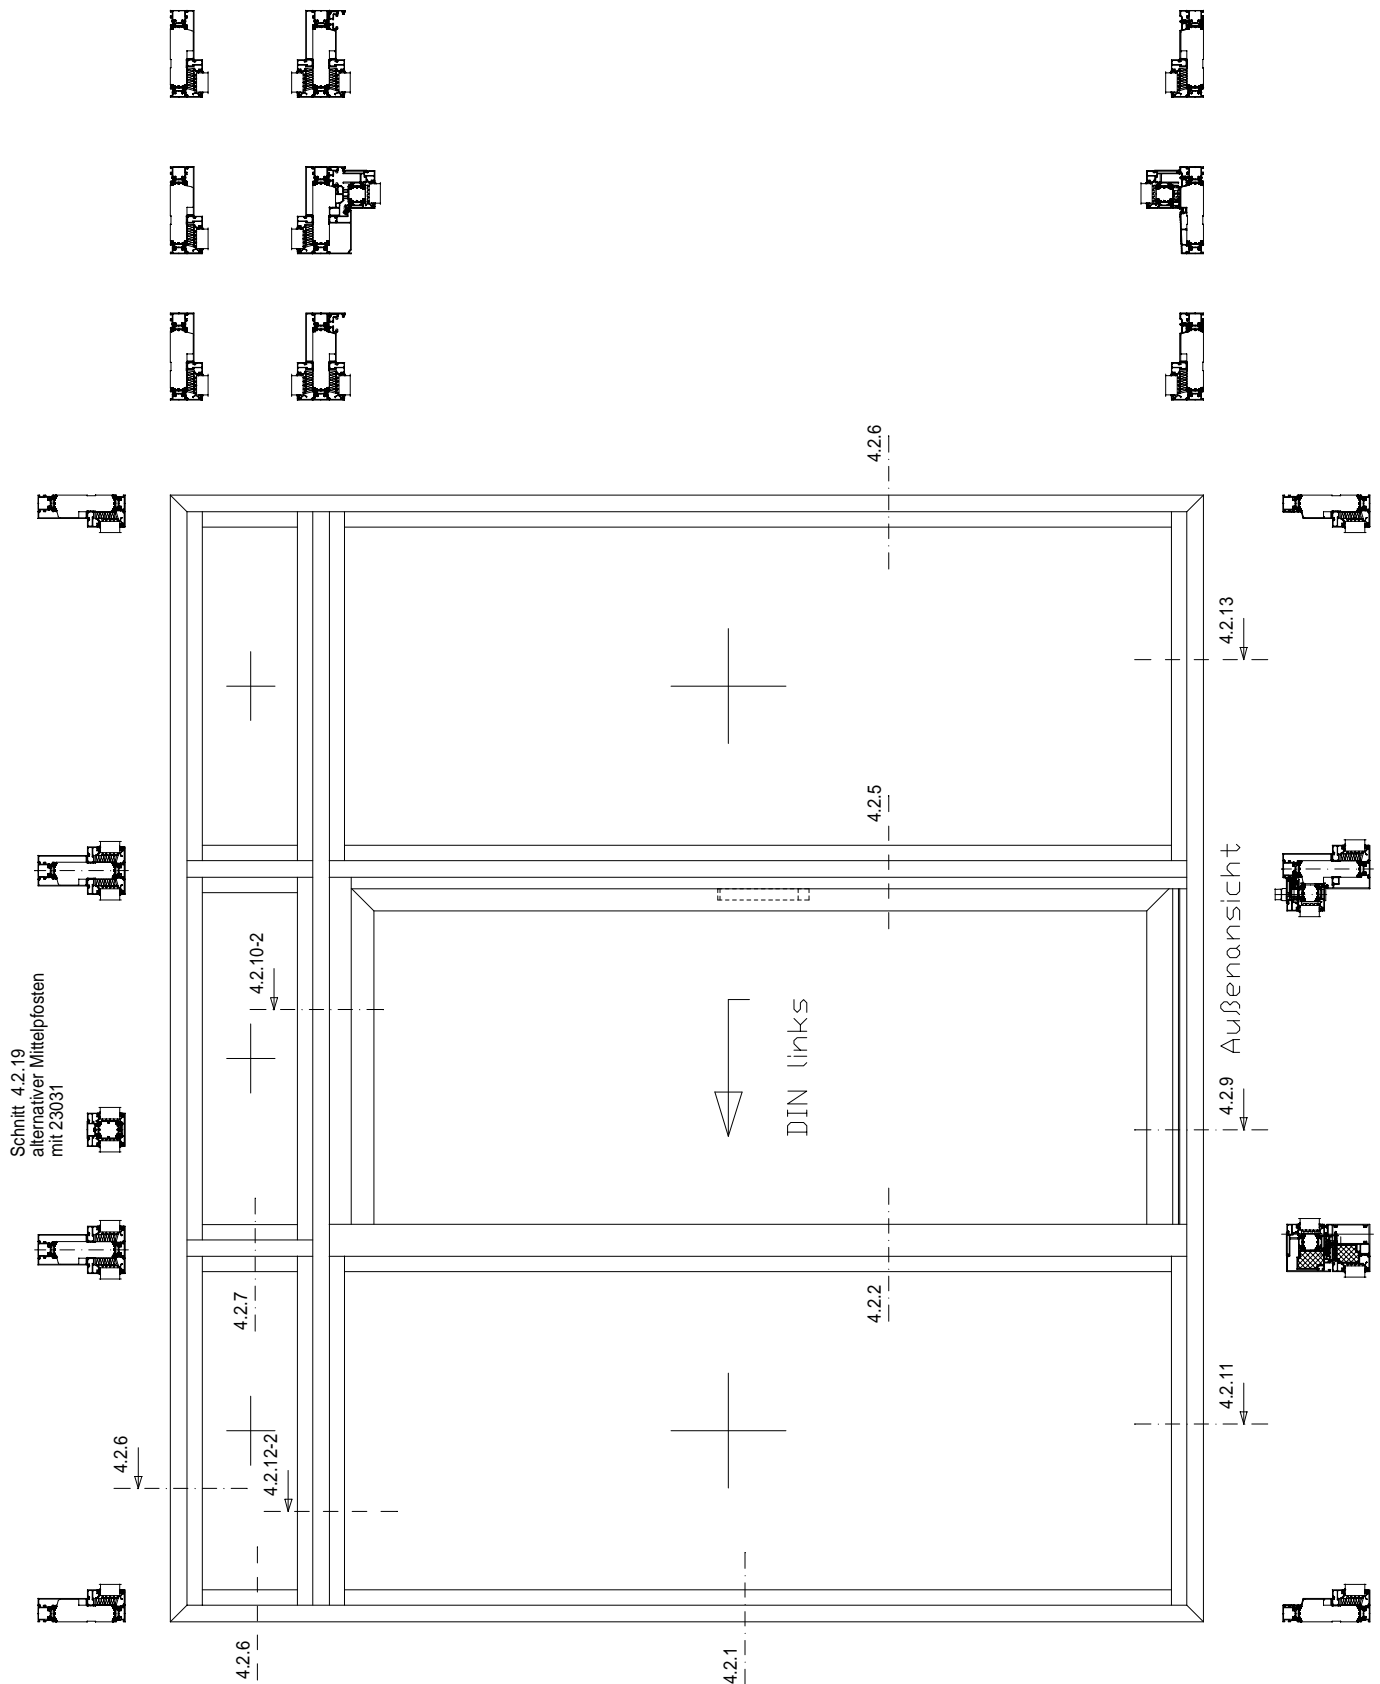 Schnitt 4.2.19
alternativer Mittelpfosten
mit 23031
4.2.6
4.2.6
4.2.12-2
4.2.7
4.2.10-2
4.2.1
DIN links
4.2.2
4.2.5
4.2.6
4.2.11
4.2.9
Außenansicht
4.2.13